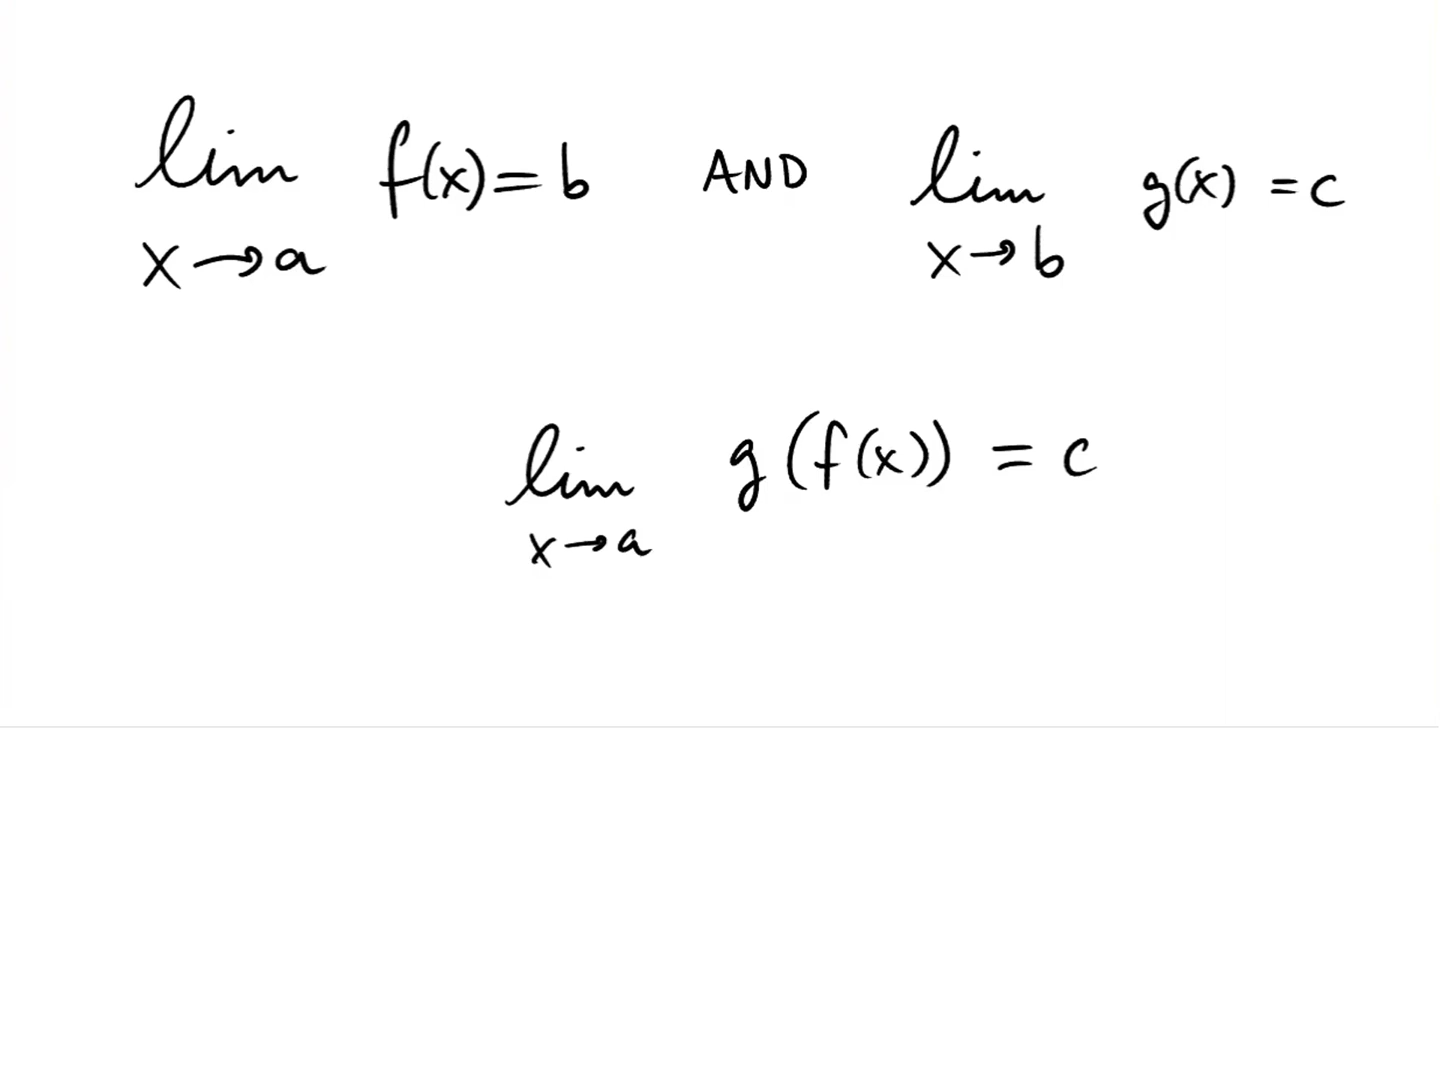 lim f(x) = b AND lim g(x) = c
x → a x → b
lim g(f(x)) = c
x → a